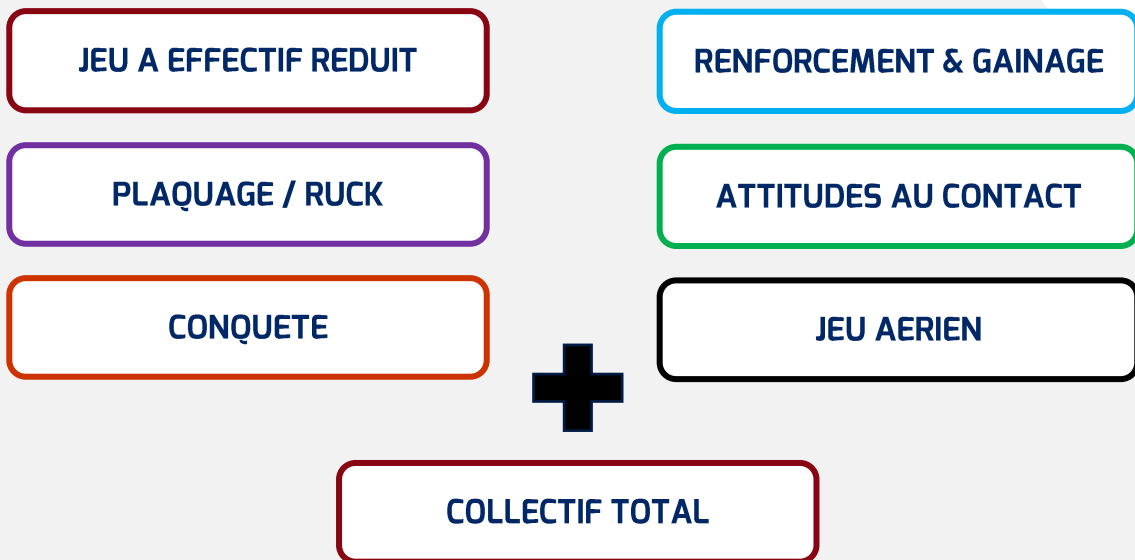 JEU A EFFECTIF REDUIT
RENFORCEMENT & GAINAGE
PLAQUAGE / RUCK
ATTITUDES AU CONTACT
CONQUETE
JEU AERIEN
COLLECTIF TOTAL